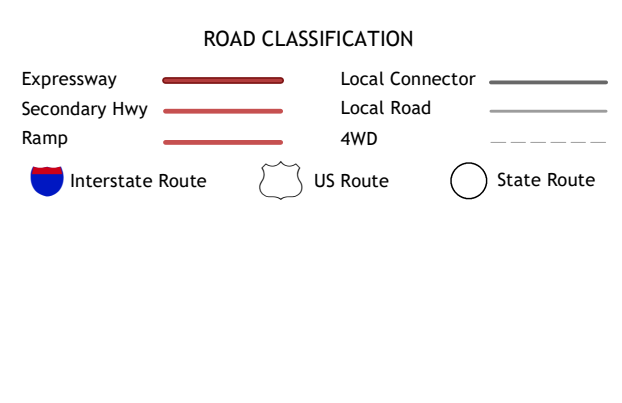 ROAD CLASSIFICATION
Expressway
Local Connector
Secondary Hwy
Local Road
Ramp
4WD
Interstate Route
US Route
State Route